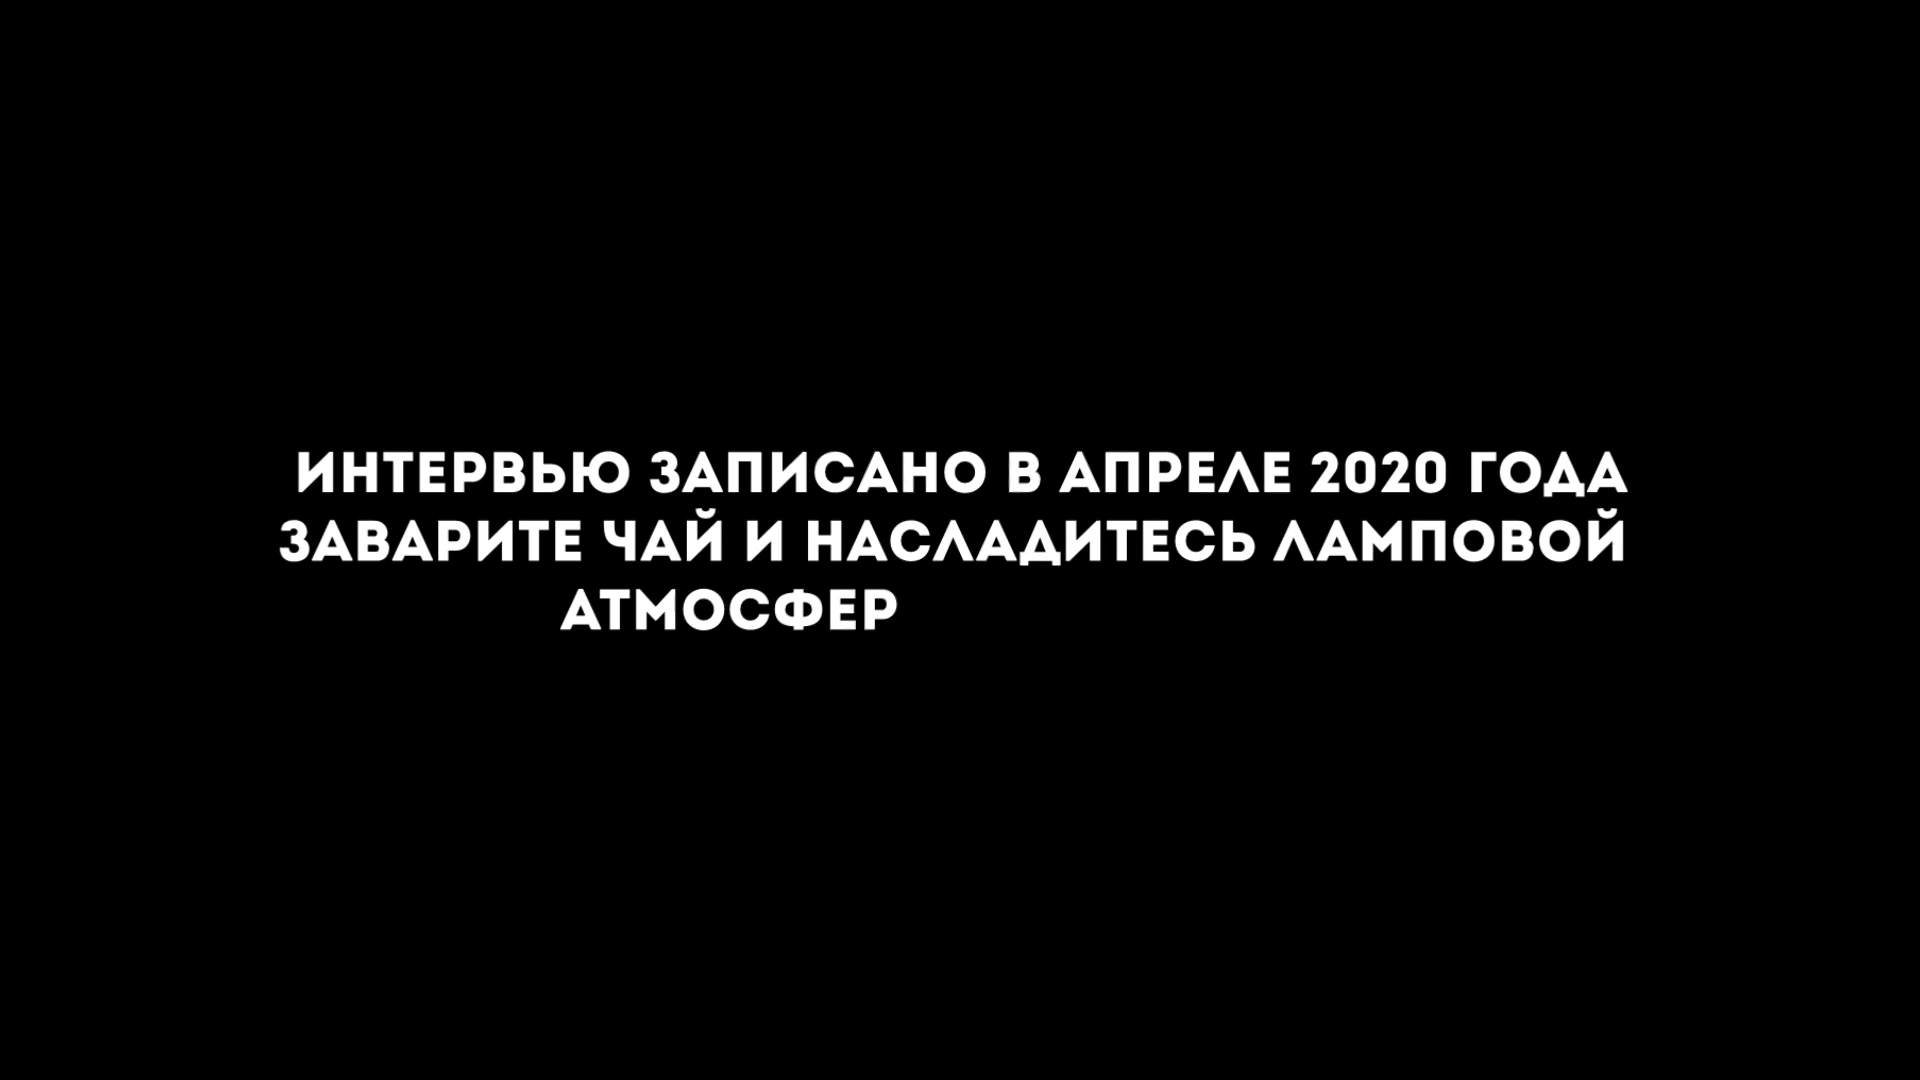 ИНТЕРВЬЮ ЗАПИСАНО В АПРЕЛЕ 2020 ГОДА
ЗАВАРИТЕ ЧАЙ И НАСЛАДИТЕСЬ ЛАМПОВОЙ
АТМОСФЕР